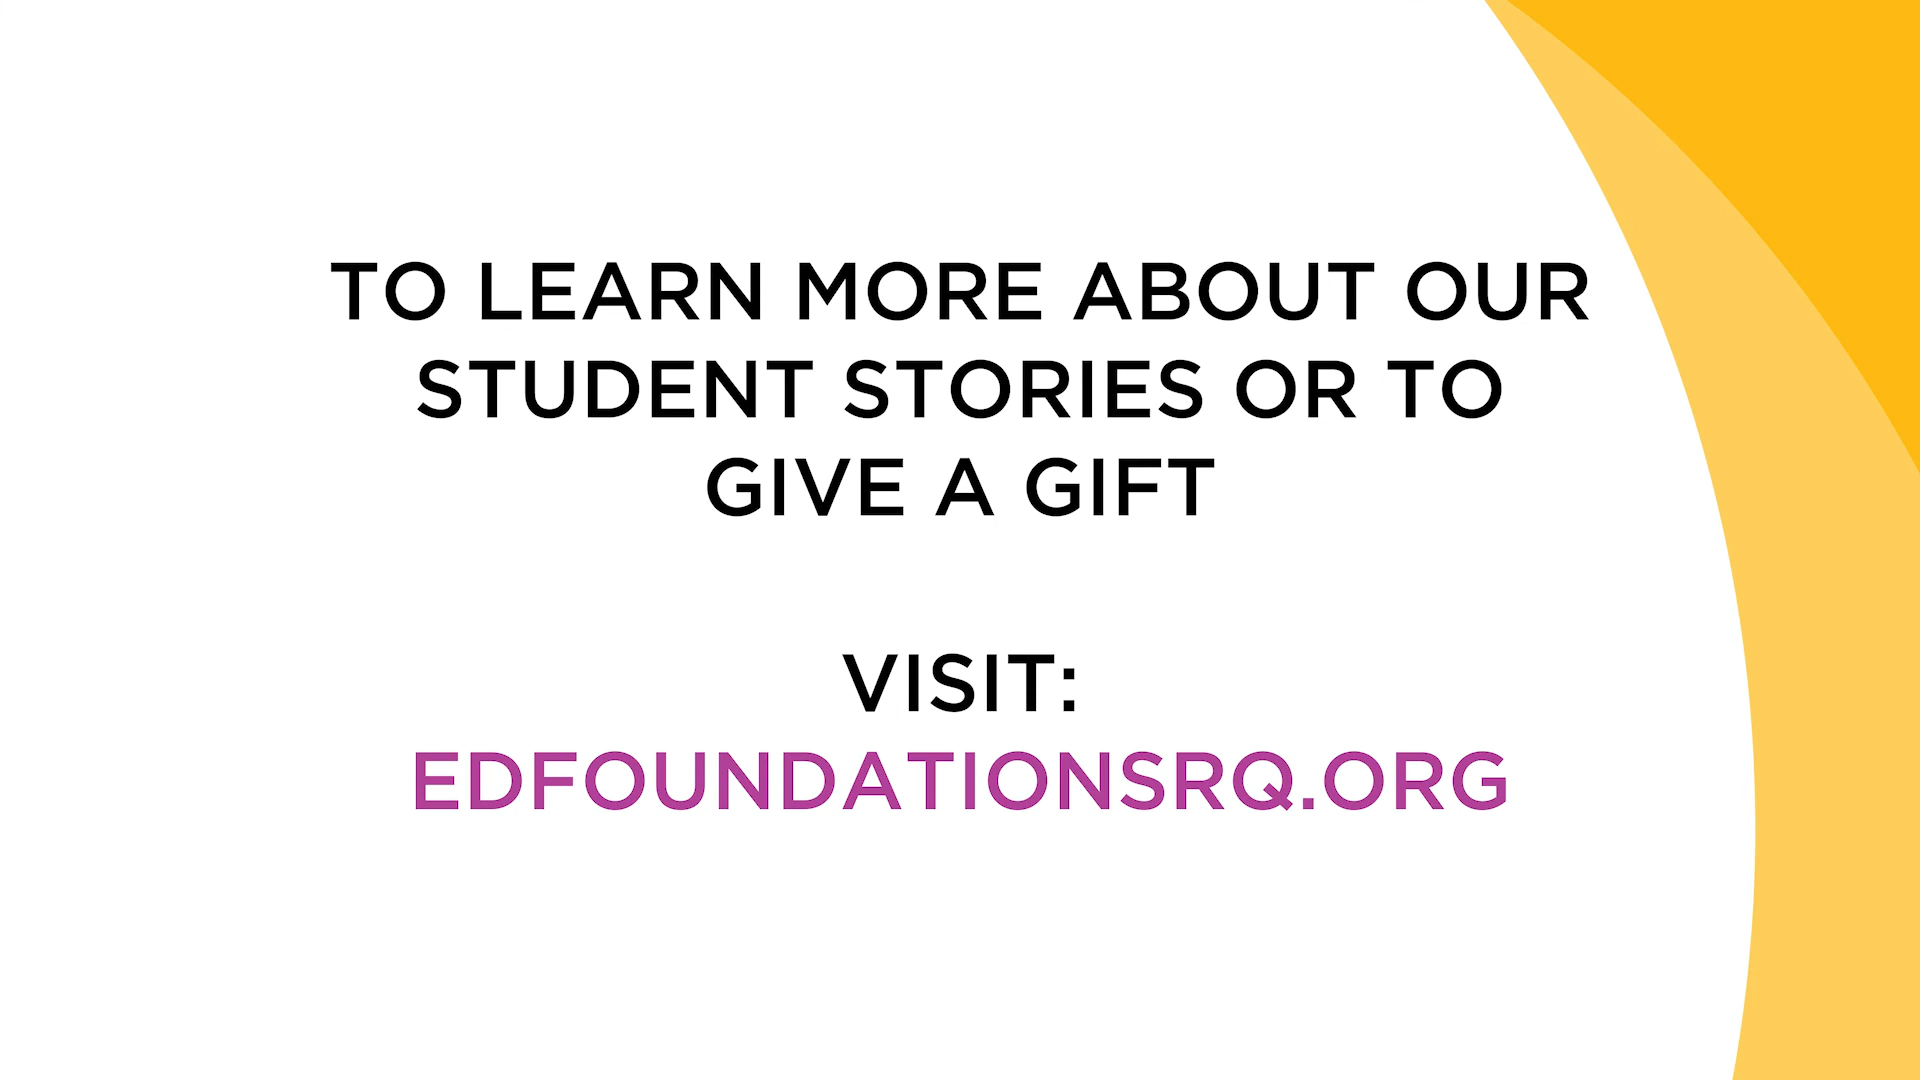 TO LEARN MORE ABOUT OUR
STUDENT STORIES OR TO
GIVE A GIFT
VISIT:
EDFOUNDATIONSRQ.ORG